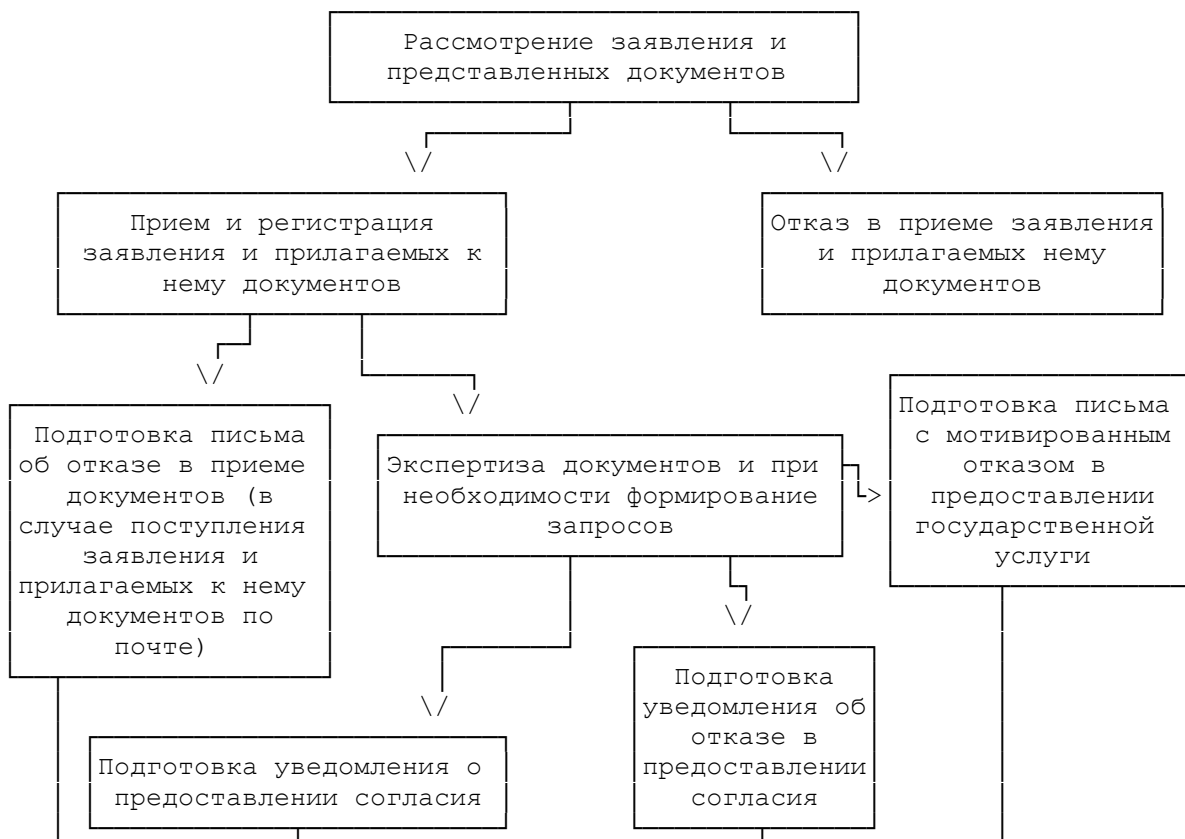 Рассмотрение заявления и
представленных документов
Прием и регистрация
заявления и прилагаемых к
нему документов
Отказ в приеме заявления
и прилагаемых нему
документов
Подготовка письма
об отказе в приеме
документов (в
случае поступления
заявления и
прилагаемых к нему
документов по
почте)
Экспертиза документов и при
необходимости формирование
запросов
Подготовка письма
с мотивированным
отказом в
предоставлении
государственной
услуги
Подготовка уведомления о
предоставлении согласия
Подготовка
уведомления об
отказе в
предоставлении
согласия